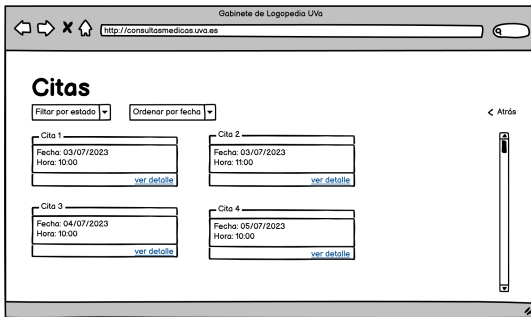 Gabinete de Logopedia UVa
http://consultasmedicas.uva.es
Citas
Filtar por estado
Ordenar por fecha
< Atrás
Cita 1
Fecha: 03/07/2023
Hora: 10:00
ver detalle
Cita 2
Fecha: 03/07/2023
Hora: 11:00
ver detalle
Cita 3
Fecha: 04/07/2023
Hora: 10:00
ver detalle
Cita 4
Fecha: 05/07/2023
Hora: 10:00
ver detalle